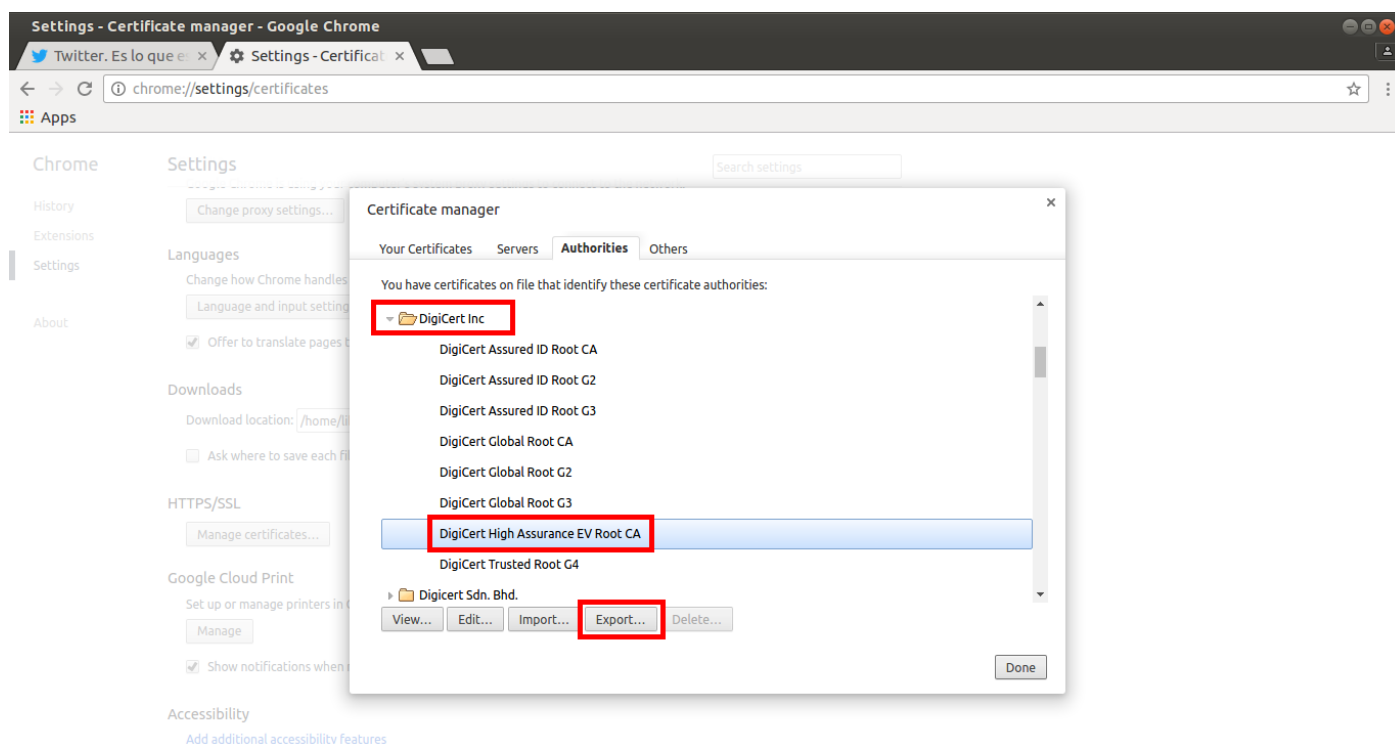 Settings - Certificate manager - Google Chrome
Twitter. Es lo que e
Settings - Certificat
chrome://settings/certificates
Apps
Chrome
Settings
Search settings
Change proxy settings...
History
Extensions
Settings
About
Languages
Change how Chrome handles
Language and input setting
Offer to translate pages t
Downloads
Download location: /home/li
Ask where to save each fi
HTTPS/SSL
Manage certificates...
Google Cloud Print
Set up or manage printers in
Manage
Show notifications when
Accessibility
Add additional accessibility features
Certificate manager
Your Certificates Servers Authorities Others
You have certificates on file that identify these certificate authorities:
DigiCert Inc
DigiCert Assured ID Root CA
DigiCert Assured ID Root G2
DigiCert Assured ID Root G3
DigiCert Global Root CA
DigiCert Global Root G2
DigiCert Global Root G3
DigiCert High Assurance EV Root CA
DigiCert Trusted Root G4
Digicert Sdn. Bhd.
View... Edit... Import... Export... Delete...
Done